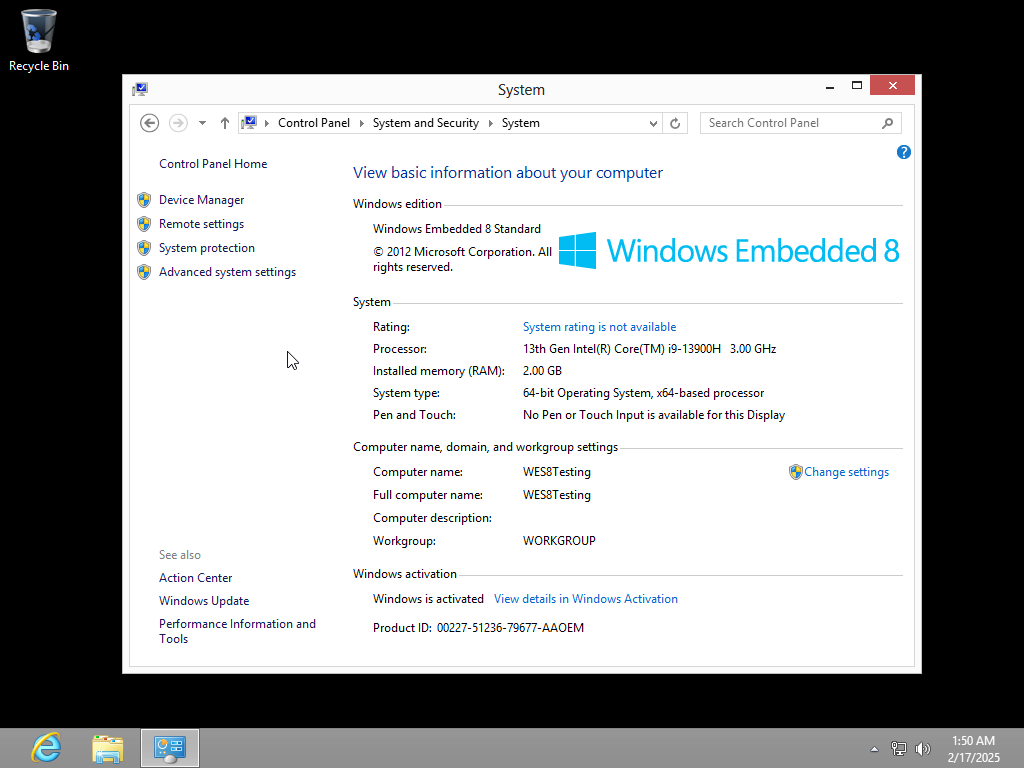 Recycle Bin
System
Control Panel System and Security System
Search Control Panel
Control Panel Home
Device Manager
Remote settings
System protection
Advanced system settings
See also
Action Center
Windows Update
Performance Information and
Tools
?
View basic information about your computer
Windows edition
Windows Embedded 8 Standard
© 2012 Microsoft Corporation. All
rights reserved.
Windows Embedded 8
System
Rating: System rating is not available
Processor: 13th Gen Intel(R) Core(TM) i9-13900H 3.00 GHz
Installed memory (RAM): 2.00 GB
System type: 64-bit Operating System, x64-based processor
Pen and Touch: No Pen or Touch Input is available for this Display
Computer name, domain, and workgroup settings
Computer name: WES8Testing Change settings
Full computer name: WES8Testing
Computer description:
Workgroup: WORKGROUP
Windows activation
Windows is activated View details in Windows Activation
Product ID: 00227-51236-79677-AAOEM
1:50 AM
2/17/2025